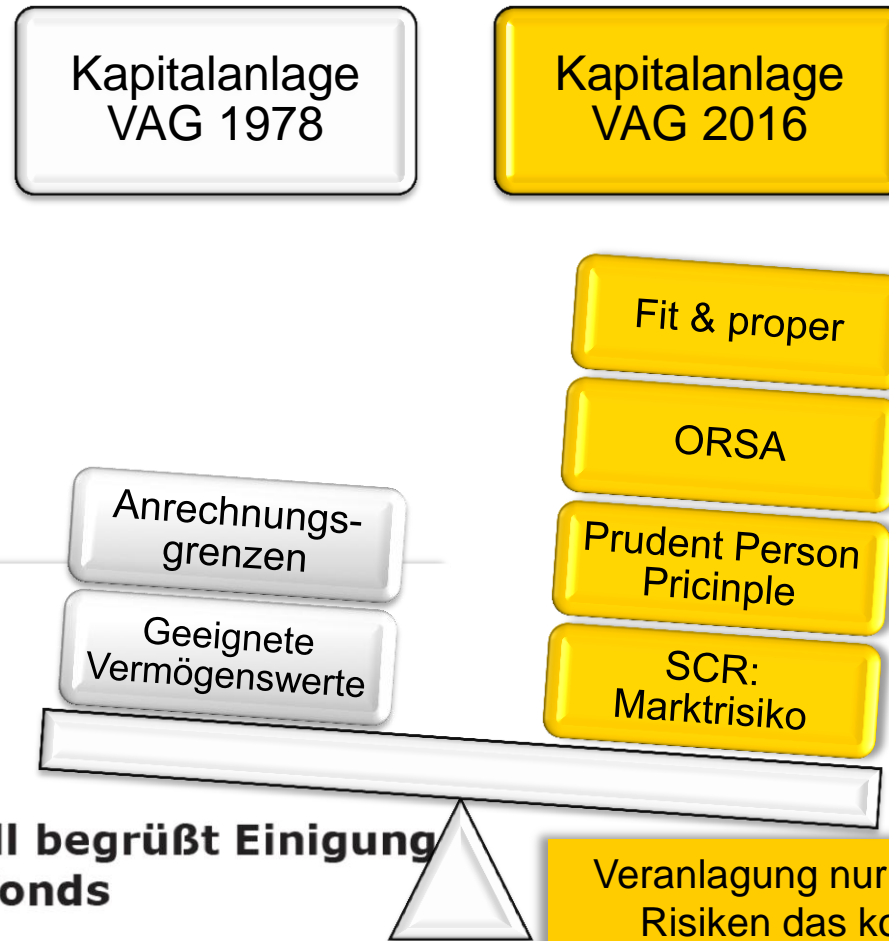 Kapitalanlage
VAG 1978
Kapitalanlage
VAG 2016
Anrechnungs-
grenzen
Geeignete
Vermögenswerte
Fit & proper
ORSA
Prudent Person
Pricinple
SCR:
Marktrisiko
begrüßt Einigung
Veranlagung nur
Risiken das